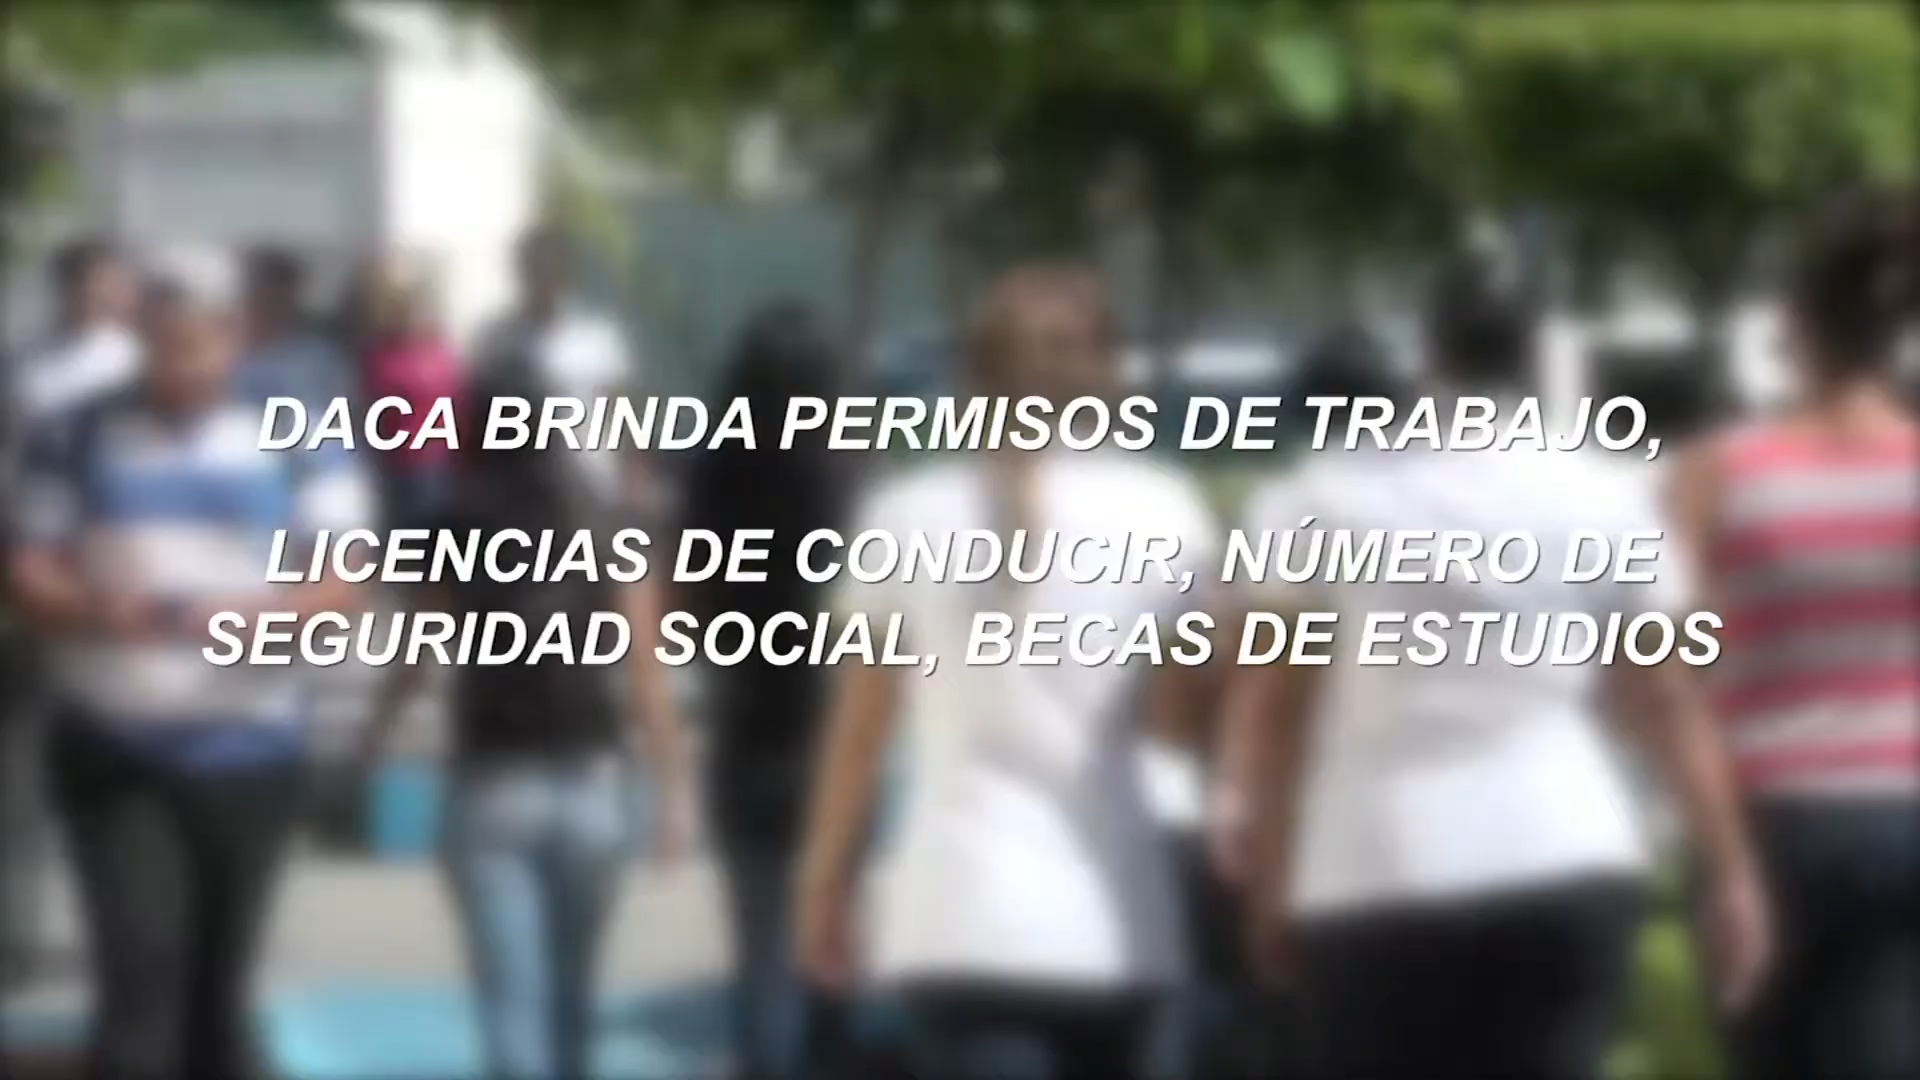 DACA BRINDA PERMISOS DE TRABAJO,
LICENCIAS DE CONDUCIR, NÚMERO DE
SEGURIDAD SOCIAL, BECAS DE ESTUDIOS